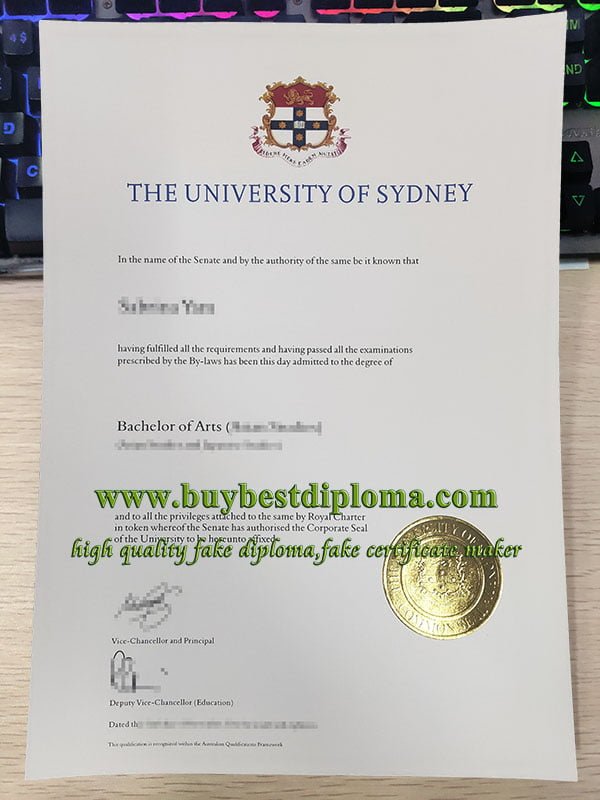 THE UNIVERSITY OF SYDNEY
In the name of the Senate and by the authority of the same be it known that
having fulfilled all the requirements and having passed all the examinations
prescribed by the By-laws has been this day admitted to the degree of
Bachelor of Arts (
www.buybestdiploma.com
and to all the privileges attached to the same by Royal Charter
in token whereof the Senate has authorised the Corporate Seal
of the University to be hereunto affixed.
high quality fake diploma,fake certificate maker
Vice-Chancellor and Principal
Deputy Vice-Chancellor (Education)
Dated
This qualification is recognised within the Australian Qualifications Framework